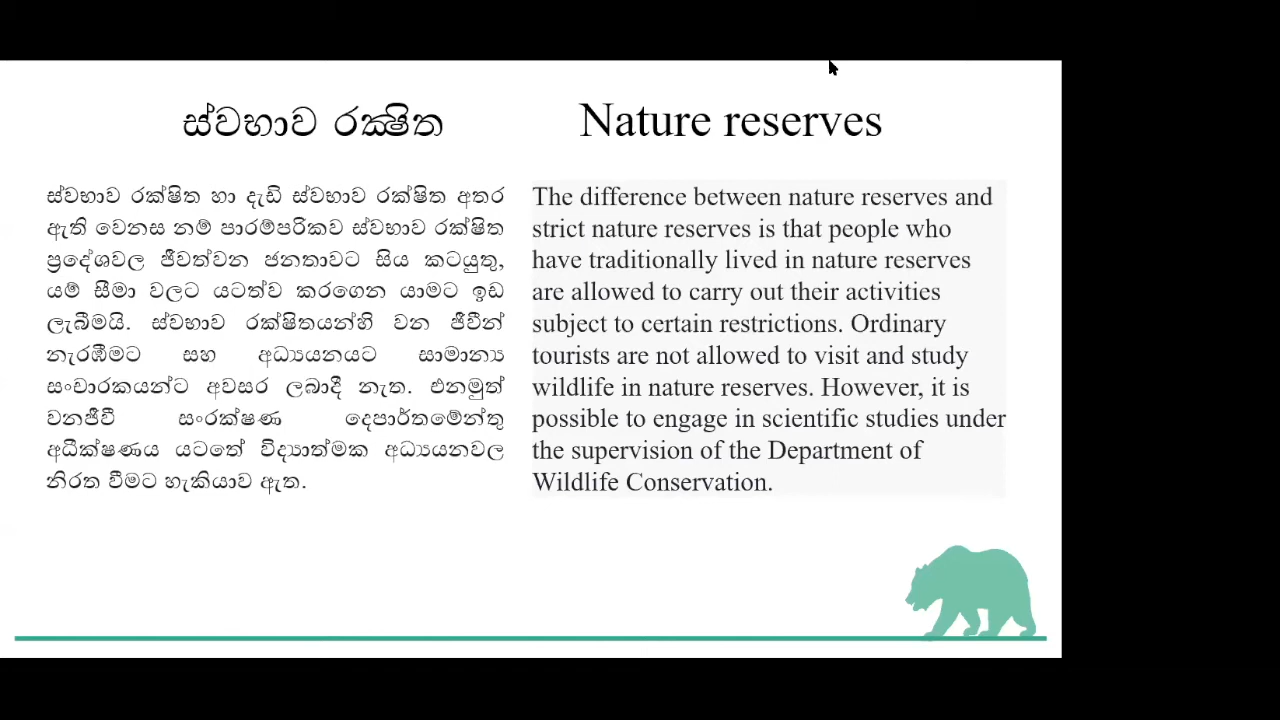 ස්වභාව රක්ෂිත
ස්වභාව රක්ෂිත හා දැඩි ස්වභාව රක්ෂිත අතර
ඇති වෙනස නම් පාරම්පරිකව ස්වභාව රක්ෂිත
ප්‍රදේශවල ජීවත්වන ජනතාවට සිය කටයුතු,
යම් සීමා වලට යටත්ව කරගෙන යාමට ඉඩ
ලැබීමයි. ස්වභාව රක්ෂිතයන්හි වන ජීවීන්
නැරඹීමට සහ අධ්‍යයනයට සාමාන්‍ය
සංචාරකයන්ට අවසර ලබාදී නැත. එනමුත්
වනජීවී සංරක්ෂණ දෙපාර්තමේන්තු
අධීක්ෂණය යටතේ විද්‍යාත්මක අධ්‍යයනවල
නිරත වීමට හැකියාව ඇත.
Nature reserves
The difference between nature reserves and
strict nature reserves is that people who
have traditionally lived in nature reserves
are allowed to carry out their activities
subject to certain restrictions. Ordinary
tourists are not allowed to visit and study
wildlife in nature reserves. However, it is
possible to engage in scientific studies under
the supervision of the Department of
Wildlife Conservation.